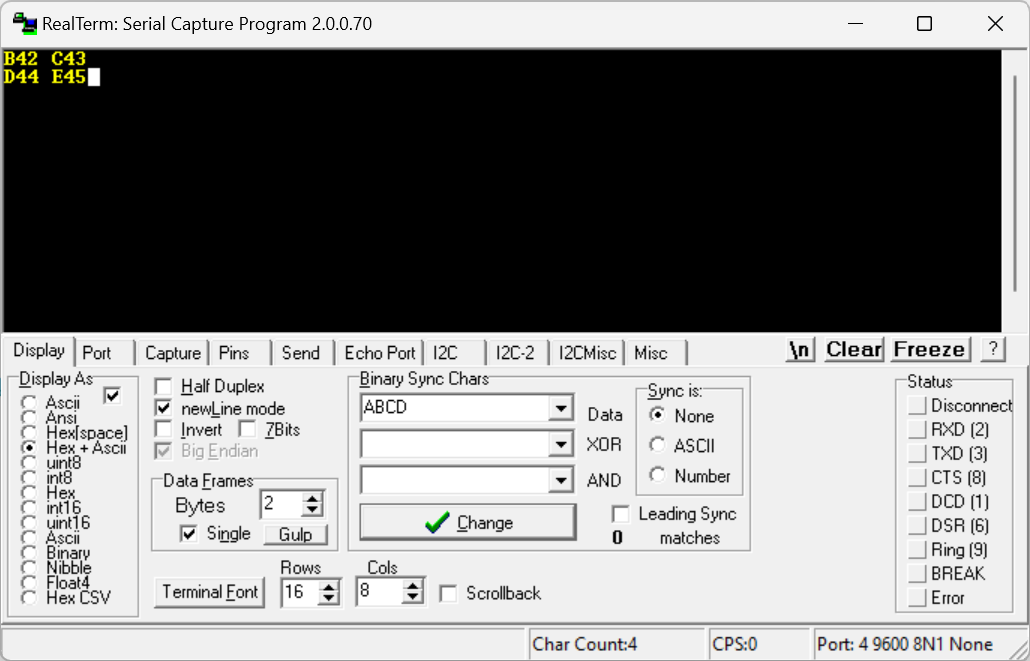 RealTerm: Serial Capture Program 2.0.0.70
B42 C43
D44 E45
Display Port Capture Pins Send Echo Port I2C I2C-2 I2CMisc Misc \n Clear Freeze ?
Display As
Ascii
Ansi
Hex[space]
Hex + Ascii
uint8
int8
Hex
int16
uint16
Ascii
Binary
Nibble
Float4
Hex CSV
Half Duplex
newLine mode
Invert 7Bits
Big Endian
Data Frames
Bytes 2
Single Gulp
Terminal Font
Rows
16
Cols
8
Scrollback
Binary Sync Chars
ABCD Data
XOR
AND
Change
Sync is:
None
ASCII
Number
Leading Sync
0 matches
Status
Disconnect
RXD (2)
TXD (3)
CTS (8)
DCD (1)
DSR (6)
Ring (9)
BREAK
Error
Char Count:4 CPS:0 Port: 4 9600 8N1 None